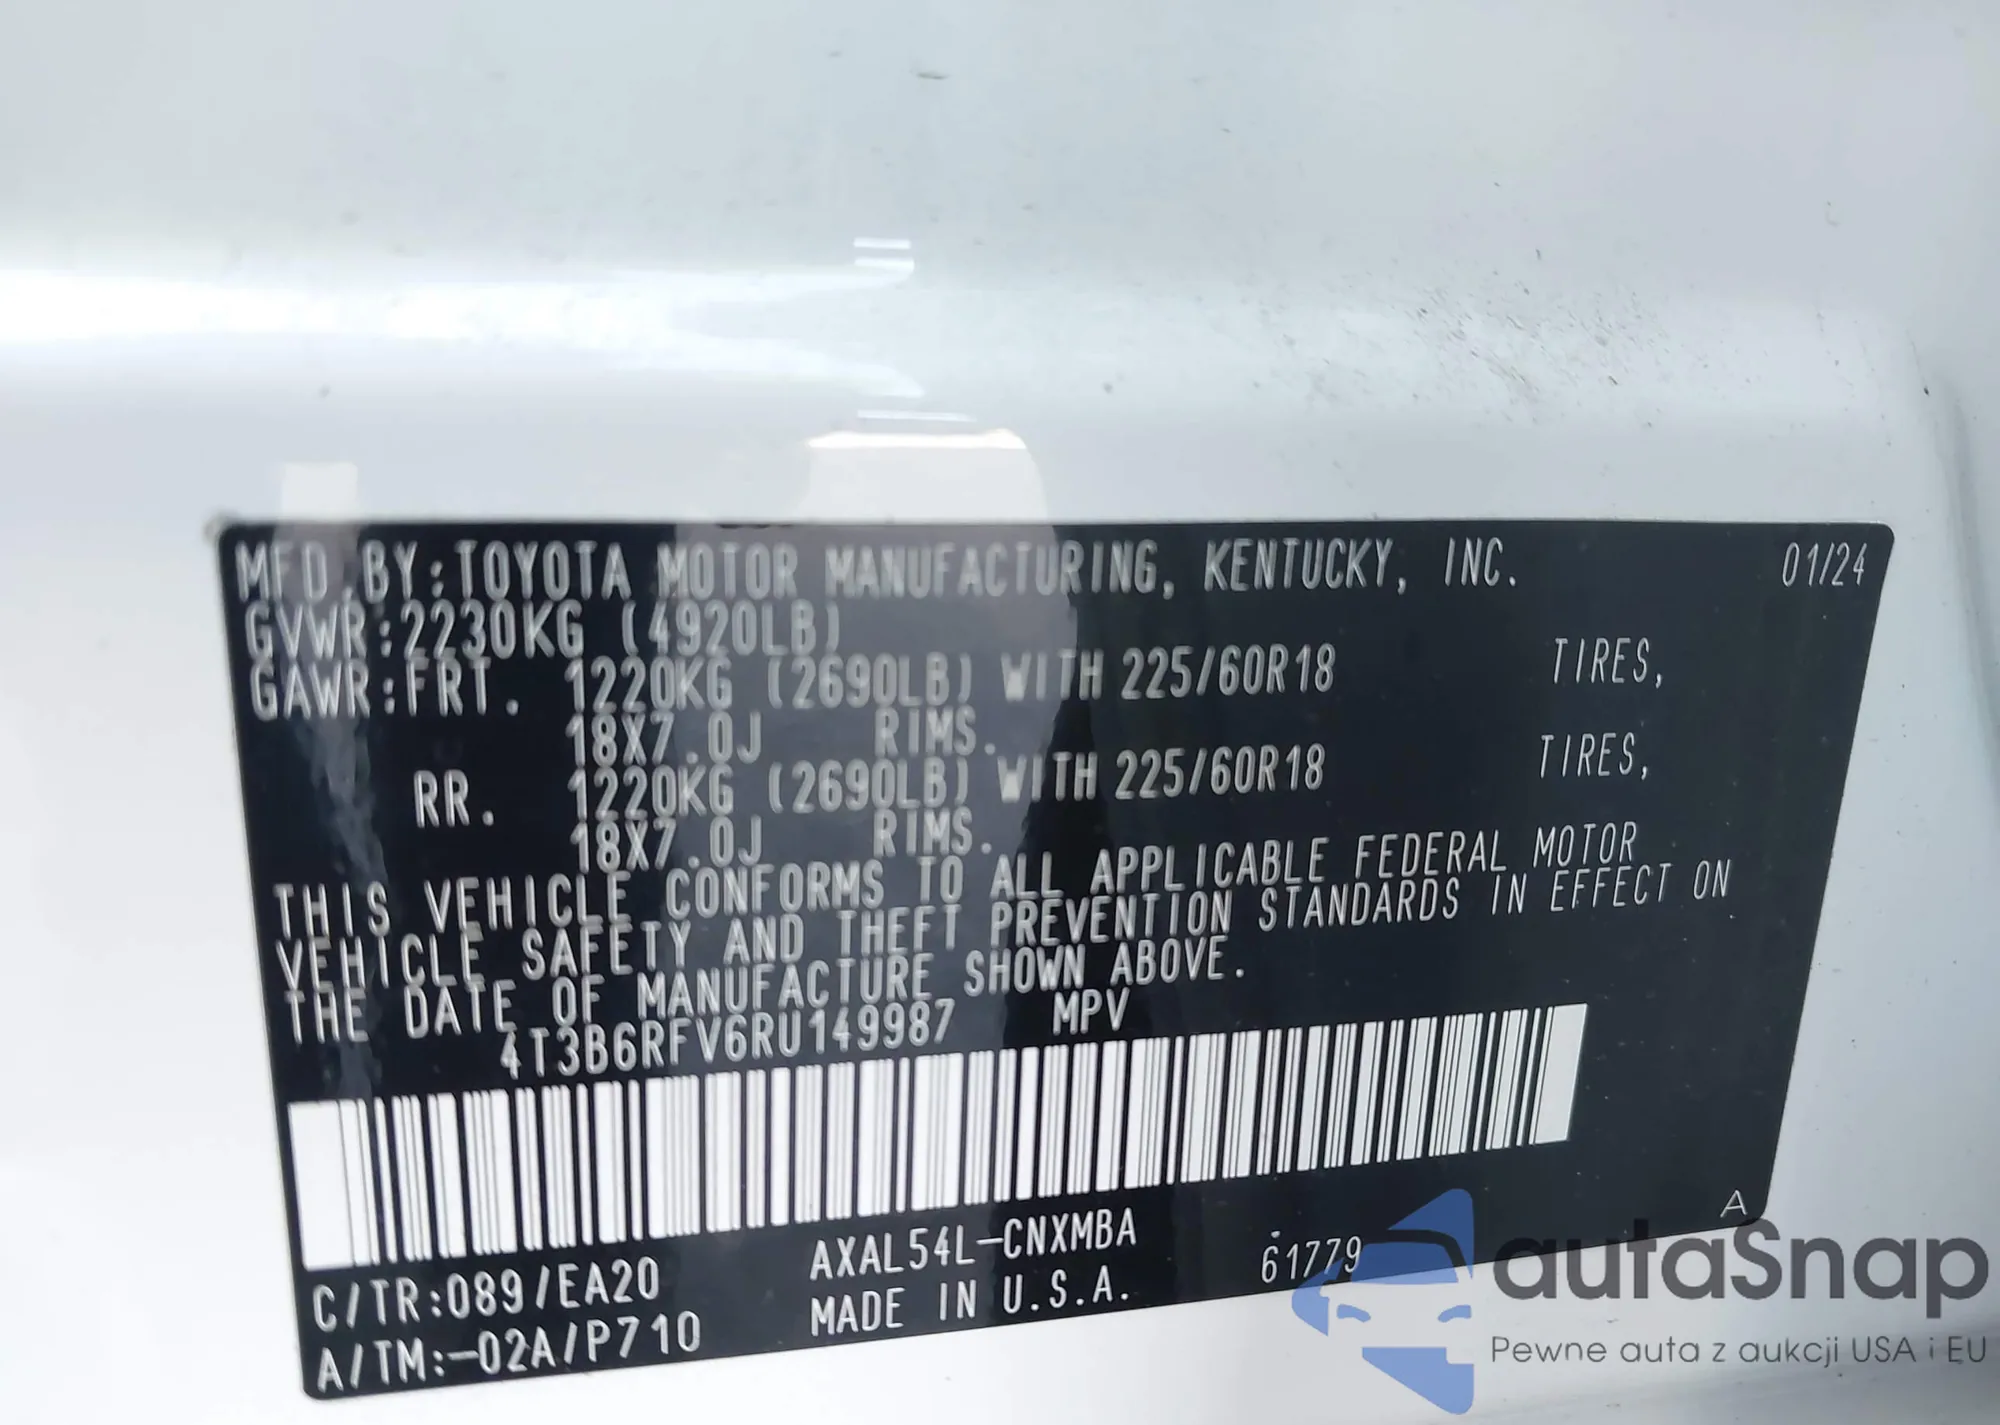 MFD.BY:TOYOTA MOTOR MANUFACTURING, KENTUCKY, INC. 01/24
GVWR:2230KG (4920LB)
GAWR:FRT. 1220KG (2690LB) WITH 225/60R18 TIRES,
18X7.0J RIMS.
RR. 1220KG (2690LB) WITH 225/60R18 TIRES,
18X7.0J RIMS.
THIS VEHICLE CONFORMS TO ALL APPLICABLE FEDERAL MOTOR
VEHICLE SAFETY AND THEFT PREVENTION STANDARDS IN EFFECT ON
THE DATE OF MANUFACTURE SHOWN ABOVE.
4T3B6RFV6RU149987 MPV
A
C/TR:089/EA20 AXAL54L-CNXMBA 61779
A/TM:-02A/P710 MADE IN U.S.A.
autaSnap
Pewne auta z aukcji USA i EU